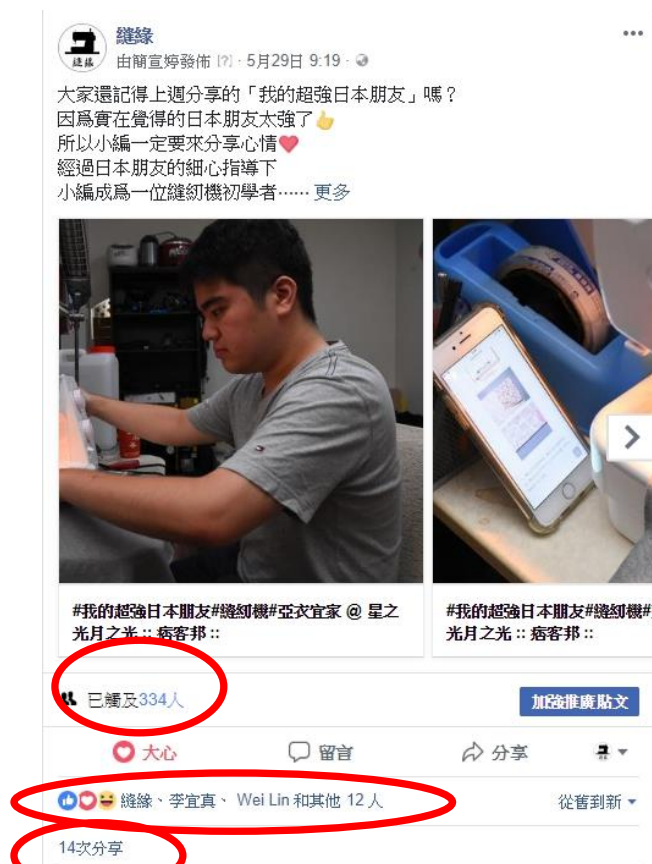 縫緣
縫緣
由簡宣婷發佈 [?] · 5月29日 9:19 ·
大家還記得上週分享的「我的超強日本朋友」嗎？
因爲實在覺得的日本朋友太強了
所以小編一定要來分享心情
經過日本朋友的細心指導下
小編成爲一位縫紉機初學者⋯⋯ 更多
#我的超強日本朋友#縫紉機#亞衣宜家 @ 星之
光月之光 :: 痞客邦 ::
#我的超強日本朋友#縫紉機#
光月之光 :: 痞客邦 ::
已觸及334人
加強推廣貼文
大心
留言
分享
縫緣、李宜真、 Wei Lin 和其他 12 人
從舊到新
14次分享